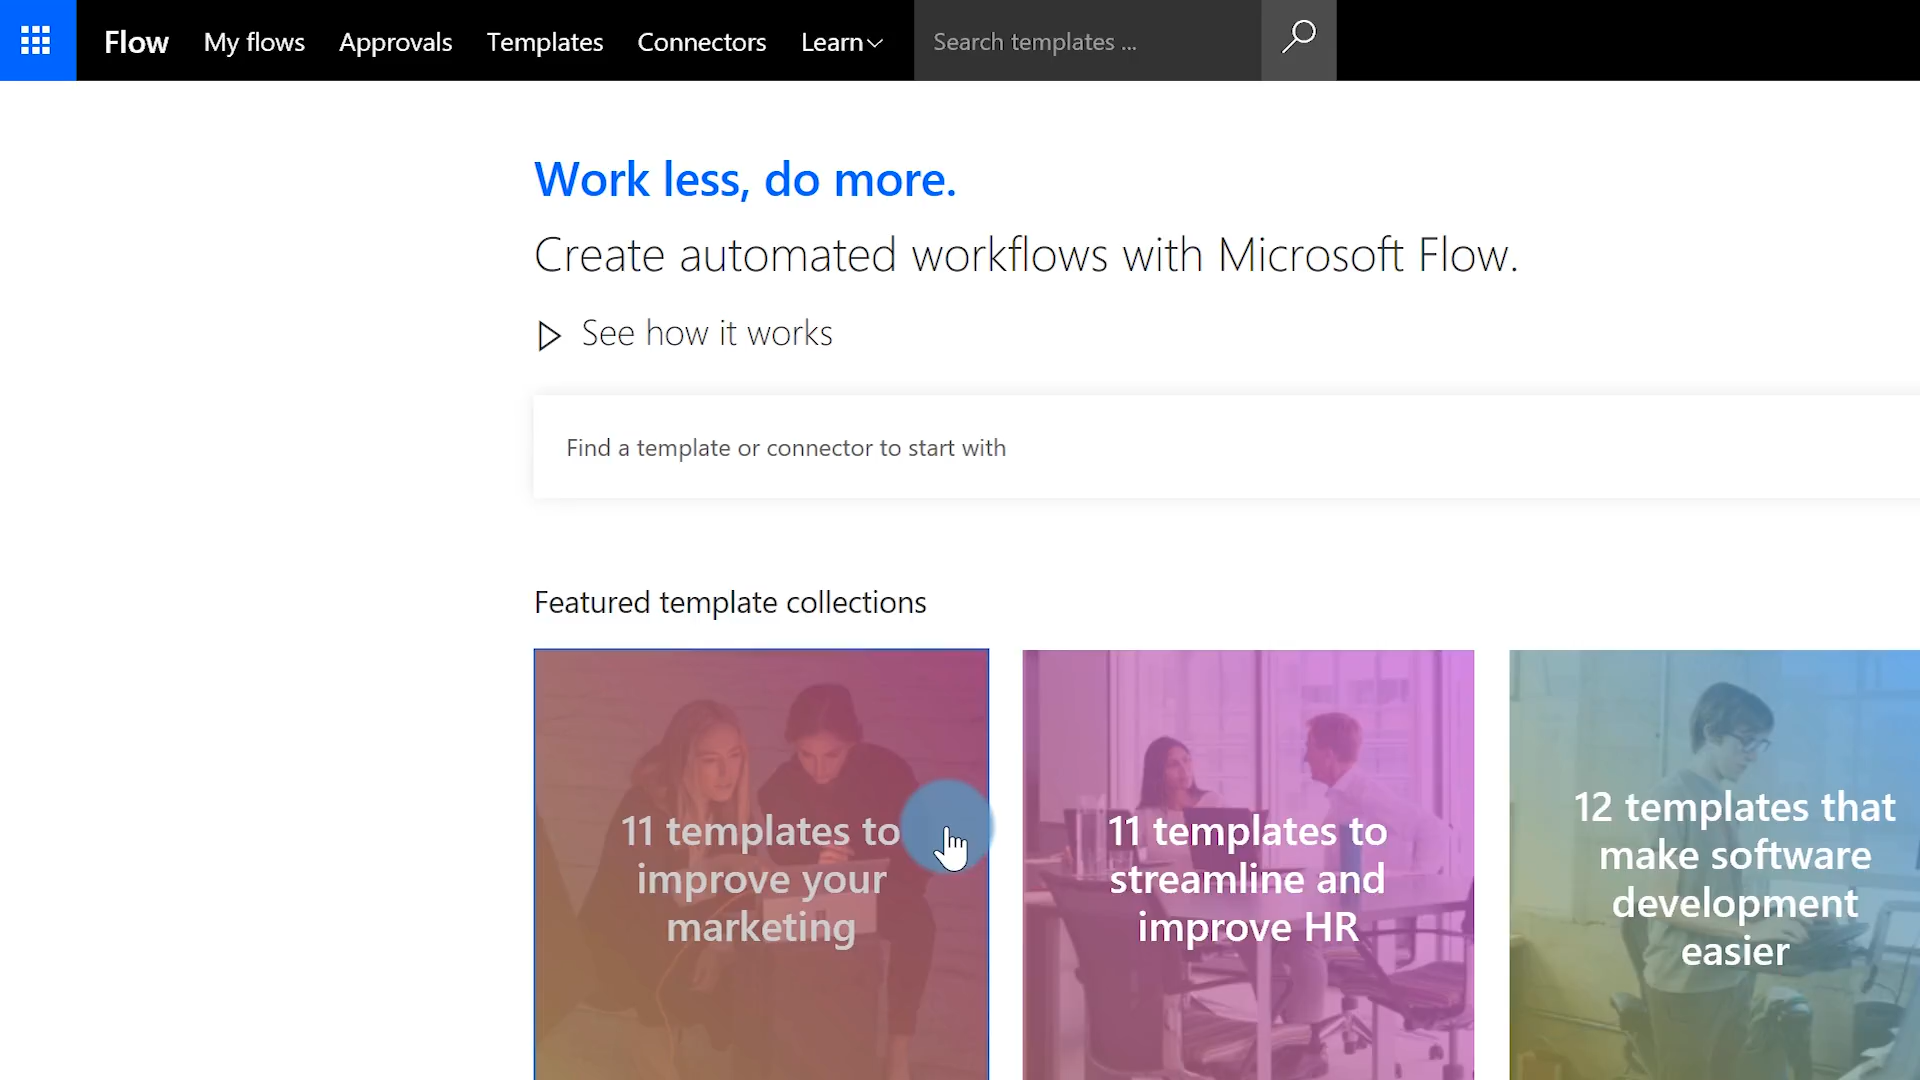 Flow My flows Approvals Templates Connectors Learn Search templates ...
Work less, do more.
Create automated workflows with Microsoft Flow.
See how it works
Find a template or connector to start with
Featured template collections
11 templates to
improve your
marketing
11 templates to
streamline and
improve HR
12 templates that
make software
development
easier